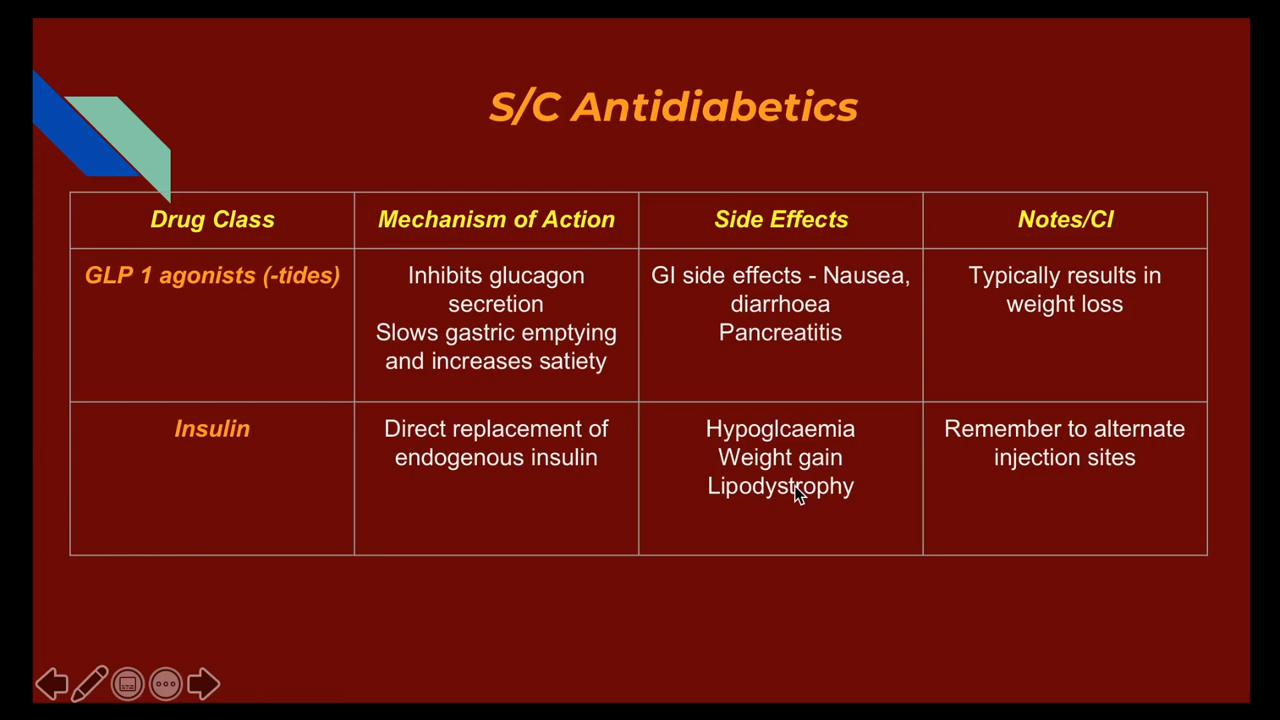 S/C Antidiabetics
Drug Class
Mechanism of Action
Side Effects
Notes/CI
GLP 1 agonists (-tides)
Inhibits glucagon
secretion
Slows gastric emptying
and increases satiety
GI side effects - Nausea,
diarrhoea
Pancreatitis
Typically results in
weight loss
Insulin
Direct replacement of
endogenous insulin
Hypoglcaemia
Weight gain
Lipodystrophy
Remember to alternate
injection sites